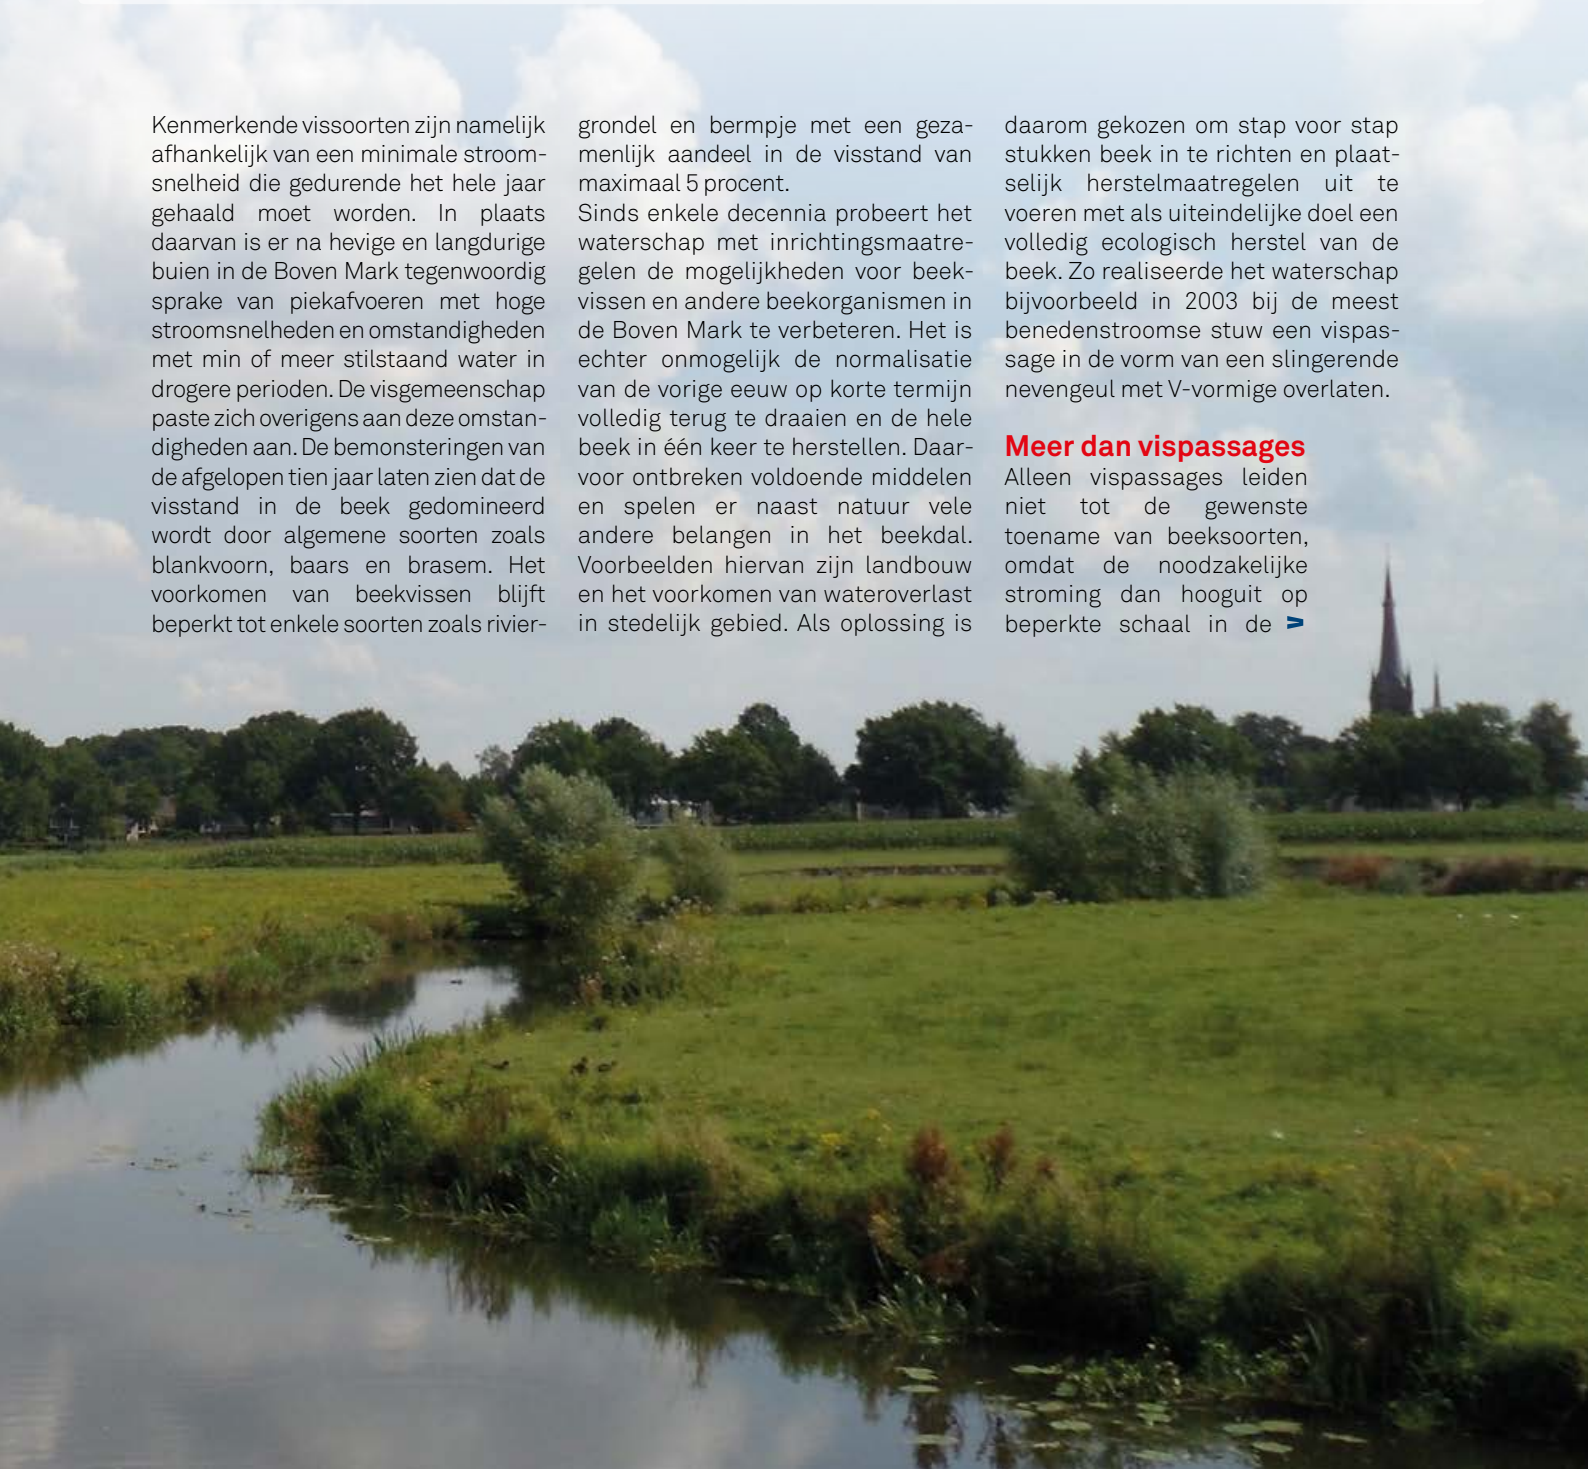 Kenmerkende vissoorten zijn namelijk
afhankelijk van een minimale stroom-
snelheid die gedurende het hele jaar
gehaald moet worden. In plaats
daarvan is er na hevige en langdurige
buien in de Boven Mark tegenwoordig
sprake van piekafvoeren met hoge
stroomsnelheden en omstandigheden
met min of meer stilstaand water in
drogere perioden. De visgemeenschap
paste zich overigens aan deze omstan-
digheden aan. De bemonsteringen van
de afgelopen tien jaar laten zien dat de
visstand in de beek gedomineerd
wordt door algemene soorten zoals
blankvoorn, baars en brasem. Het
voorkomen van beekvissen blijft
beperkt tot enkele soorten zoals rivier-
grondel en bermpje met een geza-
menlijk aandeel in de visstand van
maximaal 5 procent.
Sinds enkele decennia probeert het
waterschap met inrichtingsmaatre-
gelen de mogelijkheden voor beek-
vissen en andere beekorganismen in
de Boven Mark te verbeteren. Het is
echter onmogelijk de normalisatie
van de vorige eeuw op korte termijn
volledig terug te draaien en de hele
beek in één keer te herstellen. Daar-
voor ontbreken voldoende middelen
en spelen er naast natuur vele
andere belangen in het beekdal.
Voorbeelden hiervan zijn landbouw
en het voorkomen van wateroverlast
in stedelijk gebied. Als oplossing is
daarom gekozen om stap voor stap
stukken beek in te richten en plaat-
selijk herstelmaatregelen uit te
voeren met als uiteindelijke doel een
volledig ecologisch herstel van de
beek. Zo realiseerde het waterschap
bijvoorbeeld in 2003 bij de meest
benedenstroomse stuw een vispas-
sage in de vorm van een slingerende
nevengeul met V-vormige overlaten.
Meer dan vispassages
Alleen vispassages leiden
niet tot de gewenste
toename van beeksoorten,
omdat de noodzakelijke
stroming dan hooguit op
beperkte schaal in de >